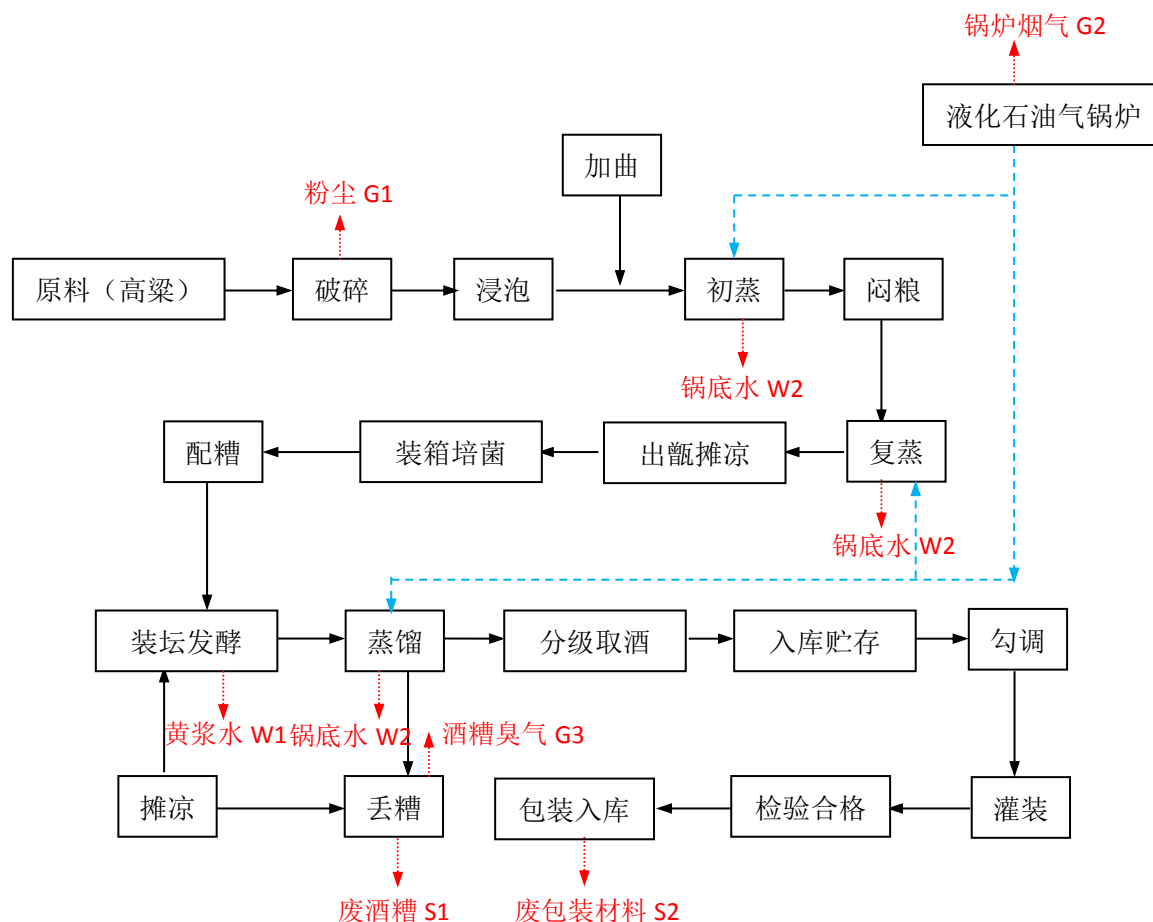 锅炉烟气 G2
液化石油气锅炉
加曲
粉尘 G1
原料（高粱）
破碎
浸泡
初蒸
闷粮
锅底水 W2
配糟
装箱培菌
出甑摊凉
复蒸
锅底水 W2
装坛发酵
蒸馏
分级取酒
入库贮存
勾调
黄浆水 W1
锅底水 W2
酒糟臭气 G3
摊凉
丢糟
包装入库
检验合格
灌装
废酒糟 S1
废包装材料 S2